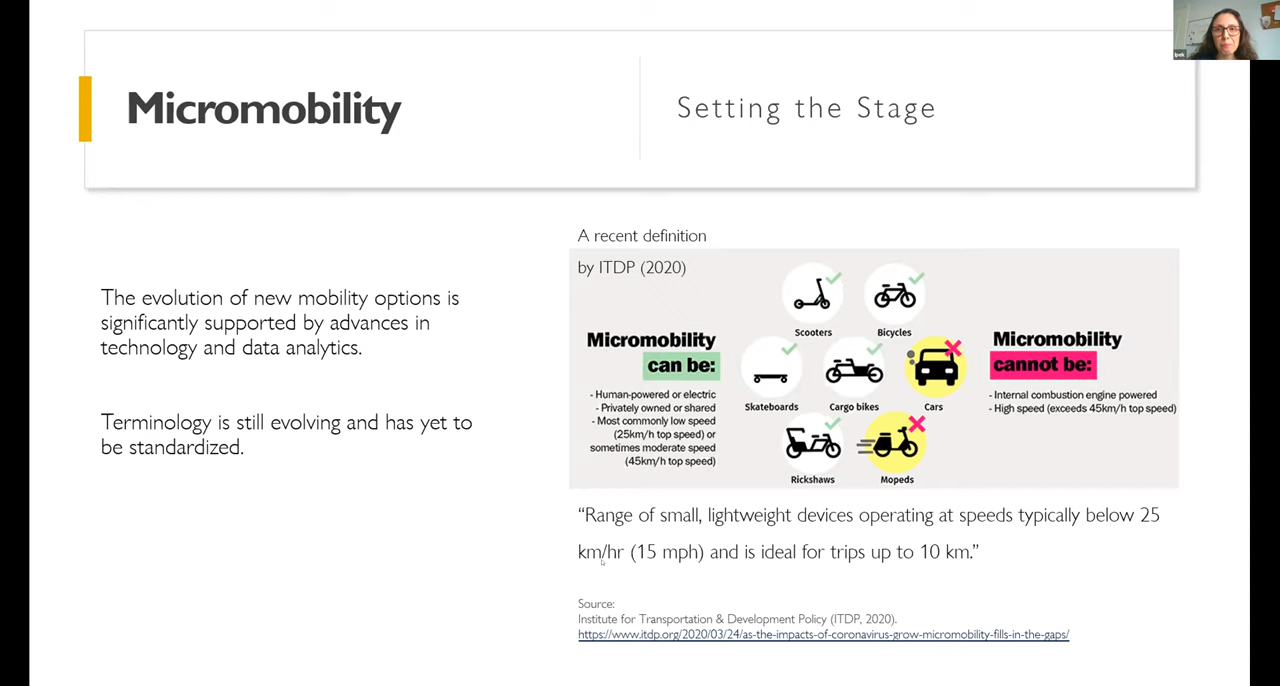 Micromobility
Setting the Stage
Ipek
The evolution of new mobility options is
significantly supported by advances in
technology and data analytics.
Terminology is still evolving and has yet to
be standardized.
A recent definition
by ITDP (2020)
Micromobility
can be:
- Human-powered or electric
- Privately owned or shared
- Most commonly low speed
(25km/h top speed) or
sometimes moderate speed
(45km/h top speed)
Scooters
Bicycles
Skateboards
Cargo bikes
Cars
Rickshaws
Mopeds
Micromobility
cannot be:
- Internal combustion engine powered
- High speed (exceeds 45km/h top speed)
“Range of small, lightweight devices operating at speeds typically below 25
km/hr (15 mph) and is ideal for trips up to 10 km.”
Source:
Institute for Transportation & Development Policy (ITDP, 2020).
https://www.itdp.org/2020/03/24/as-the-impacts-of-coronavirus-grow-micromobility-fills-in-the-gaps/